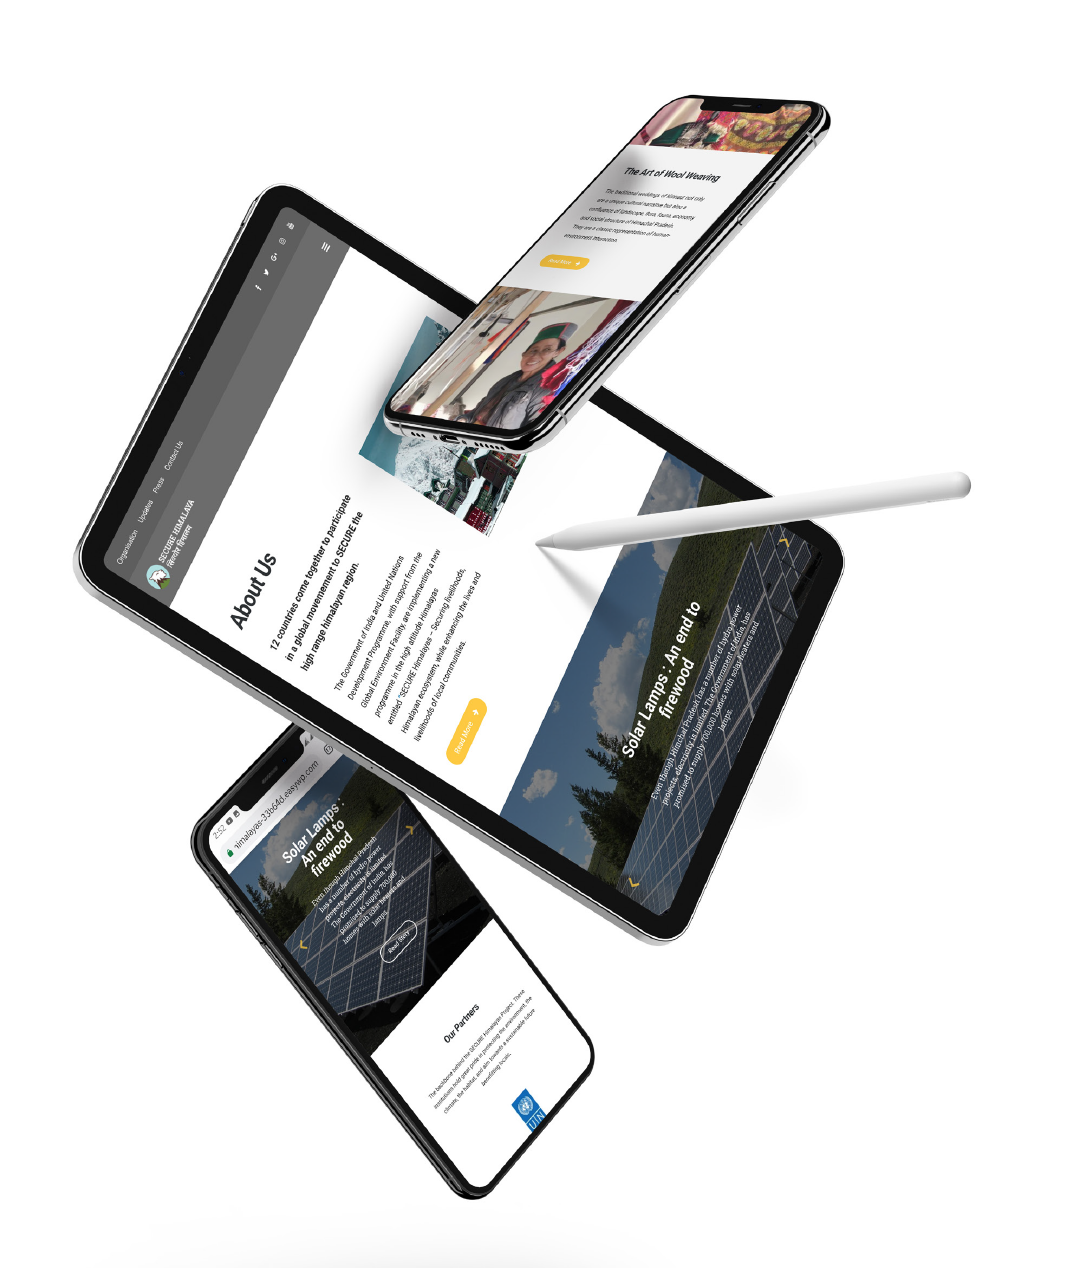 The Art of Wool Weaving
The traditional weddings of Kinnaur not only
are a unique cultural narrative but also a
confluence of landscape, flora, fauna, economy
and social structure of Himachal Pradesh.
They are a classic representation of human-
environment interaction.
Read More
Organisation Updates Press Contact Us
SECURE HIMALAYA
सिक्योर हिमालय
About Us
12 countries come together to participate
in a global movemement to SECURE the
high range himalayan region.
The Government of India and United Nations
Development Programme, with support from the
Global Environment Facility, are implementing a new
programme in the high altitude Himalayas
entitled 'SECURE Himalayas – Securing livelihoods,
Himalayan ecosystem, while enhancing the lives and
livelihoods of local communities.
Read More
Solar Lamps : An end to
firewood
Even though Himchal Pradesh has a number of hydro power
projects, electricity is limited. The Government of India, has
promised to supply 700,000 homes with solar heaters and
lamps.
2:52
himalayas-33b64d.easywp.com
Solar Lamps :
An end to
firewood
Even though Himchal Pradesh
has a number of hydro power
projects, electricity is limited.
The Government of India, has
promised to supply 700,000
homes with solar heaters and
lamps.
Read Story
Our Partners
The backbone behind the SECURE Himalayan Project. These
institutions hold great pride in protecting the environment, the
climate, the habitat, and aim towards a sustainable future
benefitting locals.
UN